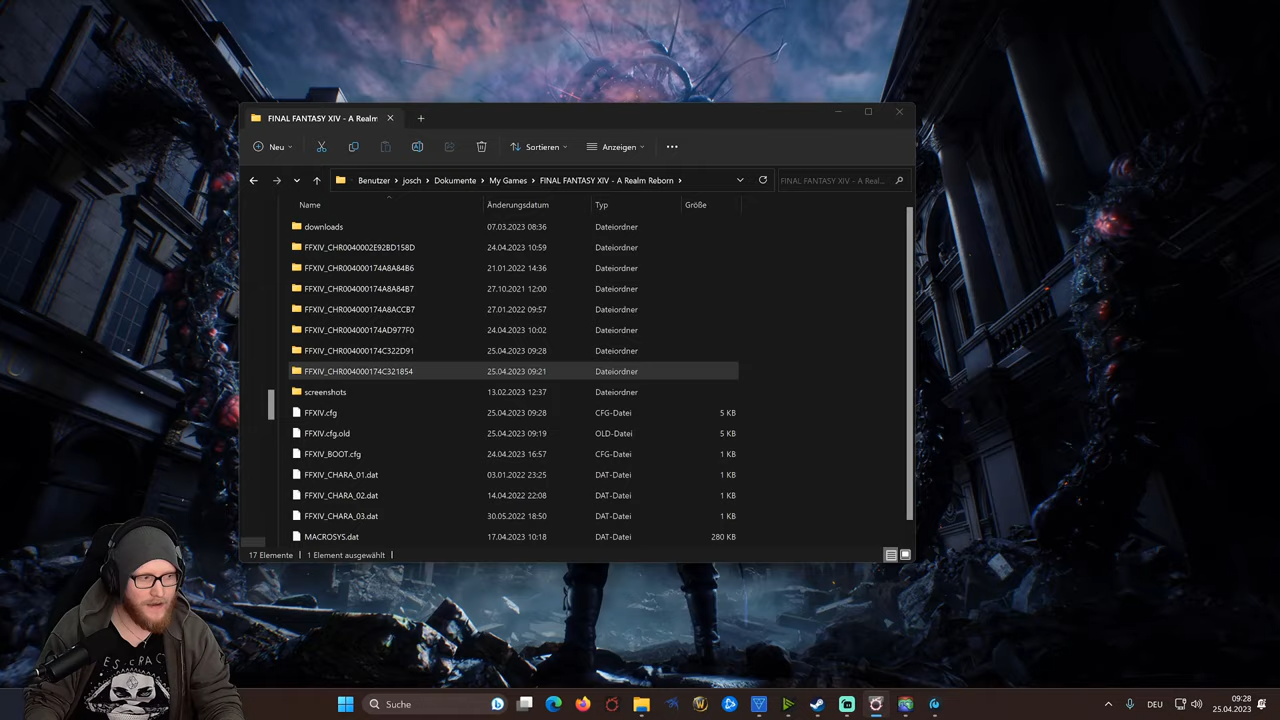 FINAL FANTASY XIV - A Realm
Neu
Sortieren
Anzeigen
Benutzer › josch › Dokumente › My Games › FINAL FANTASY XIV - A Realm Reborn ›
FINAL FANTASY XIV - A Real...
Name Änderungsdatum Typ Größe
downloads 07.03.2023 08:36 Dateiordner
FFXIV_CHR0040002E92BD158D 24.04.2023 10:59 Dateiordner
FFXIV_CHR004000174A8A84B6 21.01.2022 14:36 Dateiordner
FFXIV_CHR004000174A8A84B7 27.10.2021 12:00 Dateiordner
FFXIV_CHR004000174A8ACCB7 27.01.2022 09:57 Dateiordner
FFXIV_CHR004000174AD977F0 24.04.2023 10:02 Dateiordner
FFXIV_CHR004000174C322D91 25.04.2023 09:28 Dateiordner
FFXIV_CHR004000174C321854 25.04.2023 09:21 Dateiordner
screenshots 13.02.2023 12:37 Dateiordner
FFXIV.cfg 25.04.2023 09:28 CFG-Datei 5 KB
FFXIV.cfg.old 25.04.2023 09:19 OLD-Datei 5 KB
FFXIV_BOOT.cfg 24.04.2023 16:57 CFG-Datei 1 KB
FFXIV_CHARA_01.dat 03.01.2022 23:25 DAT-Datei 1 KB
FFXIV_CHARA_02.dat 14.04.2022 22:08 DAT-Datei 1 KB
FFXIV_CHARA_03.dat 30.05.2022 18:50 DAT-Datei 1 KB
MACROSYS.dat 17.04.2023 10:18 DAT-Datei 280 KB
17 Elemente 1 Element ausgewählt
Suche
DEU
09:28
25.04.2023